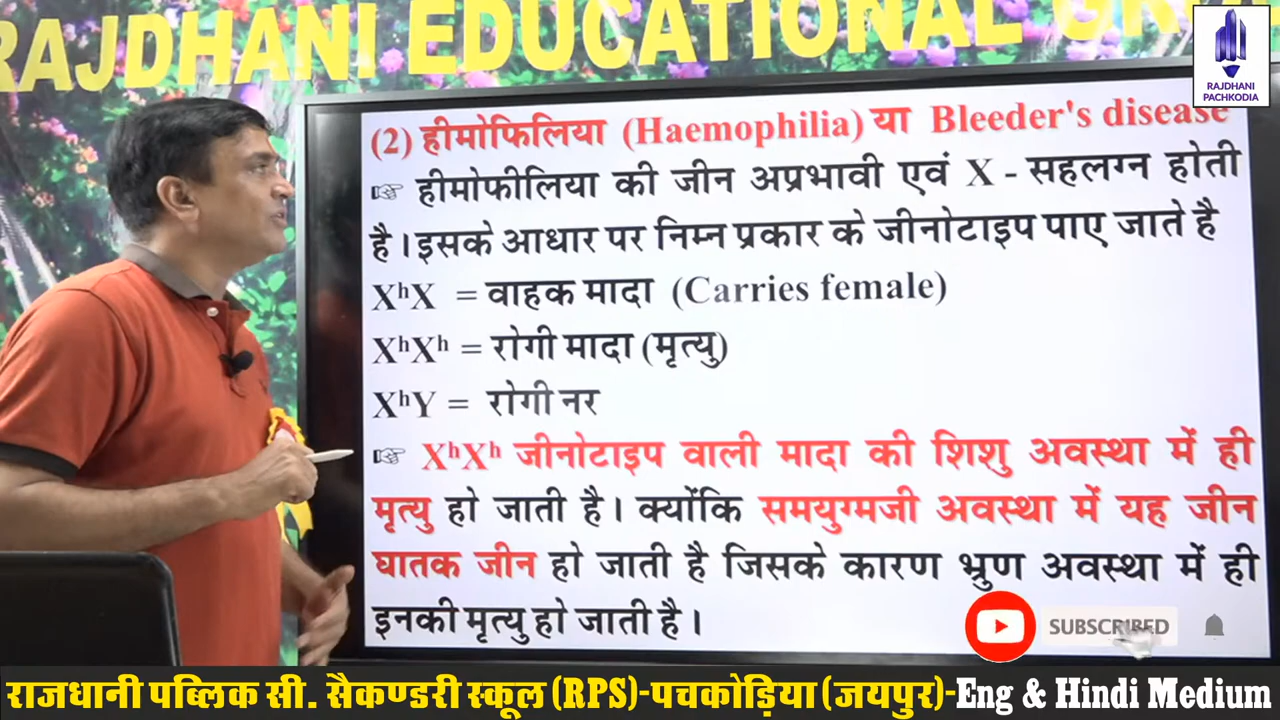 RAJDHANI EDUCATIONAL
RAJDHANI
PACHKODIA
(2) हीमोफिलिया (Haemophilia) या Bleeder's disease
☞ हीमोफीलिया की जीन अप्रभावी एवं X - सहलग्न होती
है । इसके आधार पर निम्न प्रकार के जीनोटाइप पाए जाते है
XʰX = वाहक मादा (Carries female)
XʰXʰ = रोगी मादा (मृत्यु)
XʰY = रोगी नर
☞ XʰXʰ जीनोटाइप वाली मादा की शिशु अवस्था में ही
मृत्यु हो जाती है । क्योंकि समयुग्मजी अवस्था में यह जीन
घातक जीन हो जाती है जिसके कारण भ्रुण अवस्था में ही
इनकी मृत्यु हो जाती है ।
SUBSCRIBED
राजधानी पब्लिक सी. सैकण्डरी स्कूल (RPS)-पचकोड़िया (जयपुर)-Eng & Hindi Medium